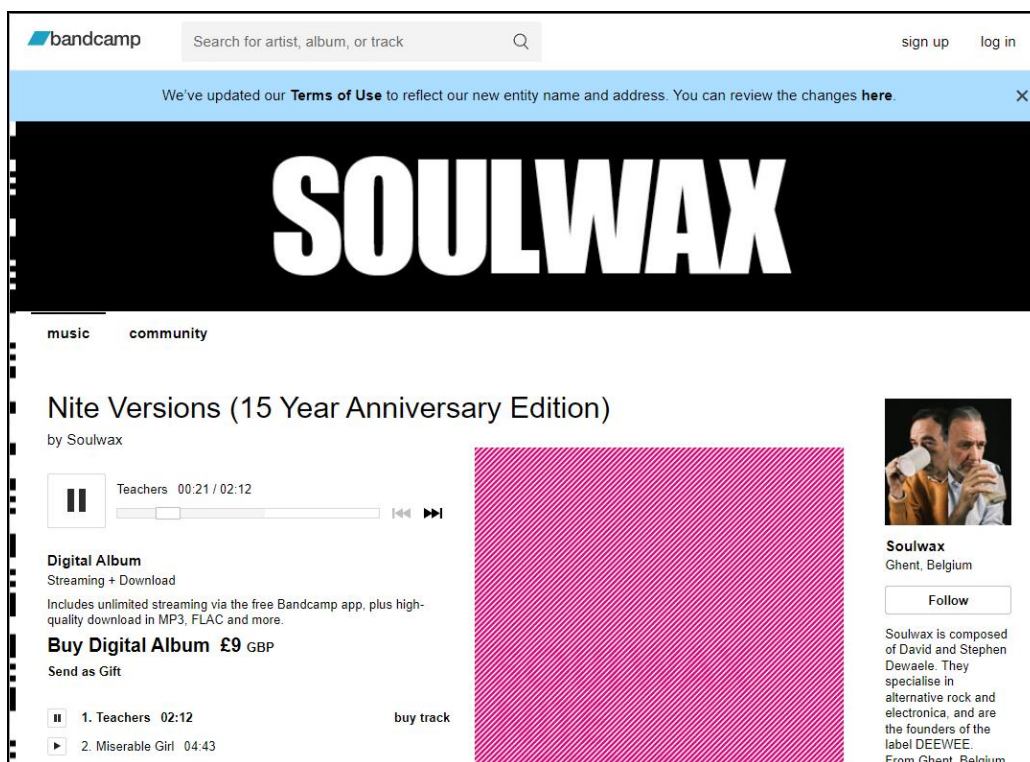 bandcamp
Search for artist, album, or track
sign up
log in
We've updated our Terms of Use to reflect our new entity name and address. You can review the changes here.
SOULWAX
music
community
Nite Versions (15 Year Anniversary Edition)
by Soulwax
Teachers 00:21 / 02:12
Digital Album
Streaming + Download
Includes unlimited streaming via the free Bandcamp app, plus high-
quality download in MP3, FLAC and more.
Buy Digital Album £9 GBP
Send as Gift
1. Teachers 02:12 buy track
2. Miserable Girl 04:43
Soulwax
Ghent, Belgium
Follow
Soulwax is composed
of David and Stephen
Dewaele. They
specialise in
alternative rock and
electronica, and are
the founders of the
label DEEWEE.
From Ghent, Belgium